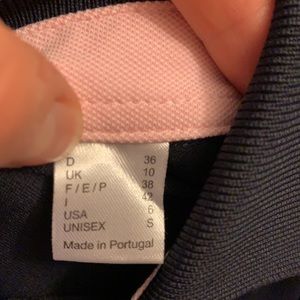 D 36
UK 10
F/E/P 38
I 42
USA 6
UNISEX S
Made in Portugal